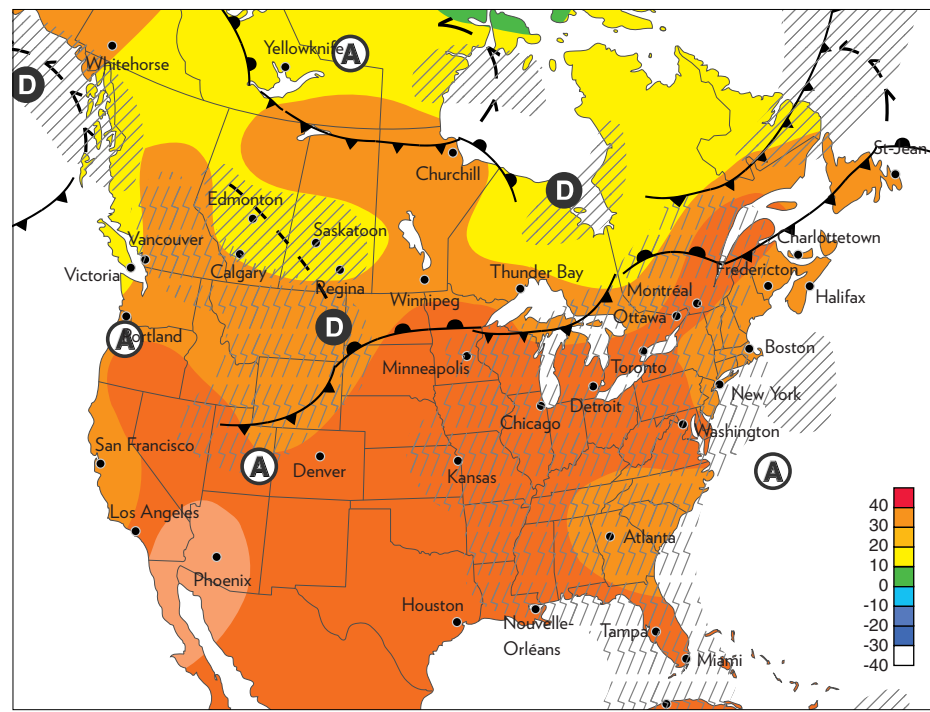 Yellowknife
A
Whitehorse
D
St-Jean
Churchill
D
Edmonton
Saskatoon
Vancouver
Charlottetown
Victoria
Calgary
Regina
Thunder Bay
Fredericton
Winnipeg
Montréal
Halifax
Ottawa
D
A
Portland
Boston
Minneapolis
Toronto
New York
Detroit
Chicago
Washington
San Francisco
A
Denver
Kansas
A
Los Angeles
Atlanta
Phoenix
Houston
Nouvelle-
Orléans
Tampa
Miami
40
30
20
10
0
-10
-20
-30
-40